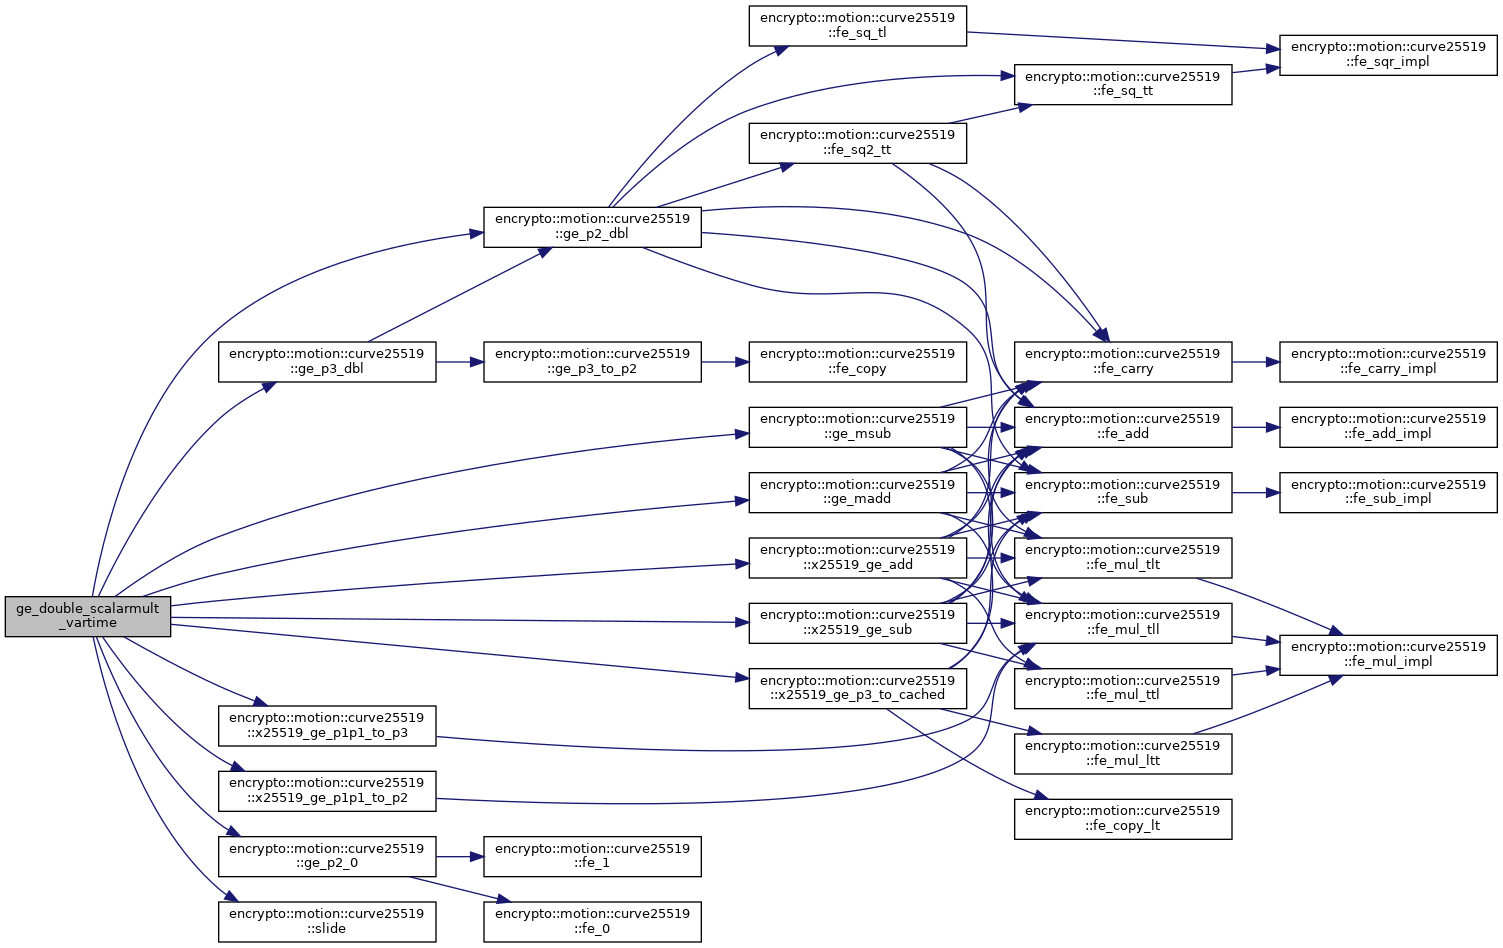 ge_double_scalarmult
_vartime
encrypto::motion::curve25519
::ge_p2_dbl
encrypto::motion::curve25519
::ge_p3_dbl
encrypto::motion::curve25519
::x25519_ge_p1p1_to_p3
encrypto::motion::curve25519
::x25519_ge_p1p1_to_p2
encrypto::motion::curve25519
::ge_p2_0
encrypto::motion::curve25519
::slide
encrypto::motion::curve25519
::ge_p3_to_p2
encrypto::motion::curve25519
::fe_1
encrypto::motion::curve25519
::fe_0
encrypto::motion::curve25519
::fe_sq_tl
encrypto::motion::curve25519
::fe_sq2_tt
encrypto::motion::curve25519
::fe_copy
encrypto::motion::curve25519
::ge_msub
encrypto::motion::curve25519
::ge_madd
encrypto::motion::curve25519
::x25519_ge_add
encrypto::motion::curve25519
::x25519_ge_sub
encrypto::motion::curve25519
::x25519_ge_p3_to_cached
encrypto::motion::curve25519
::fe_sq_tt
encrypto::motion::curve25519
::fe_carry
encrypto::motion::curve25519
::fe_add
encrypto::motion::curve25519
::fe_sub
encrypto::motion::curve25519
::fe_mul_tlt
encrypto::motion::curve25519
::fe_mul_tll
encrypto::motion::curve25519
::fe_mul_ttl
encrypto::motion::curve25519
::fe_mul_ltt
encrypto::motion::curve25519
::fe_copy_lt
encrypto::motion::curve25519
::fe_sqr_impl
encrypto::motion::curve25519
::fe_carry_impl
encrypto::motion::curve25519
::fe_add_impl
encrypto::motion::curve25519
::fe_sub_impl
encrypto::motion::curve25519
::fe_mul_impl